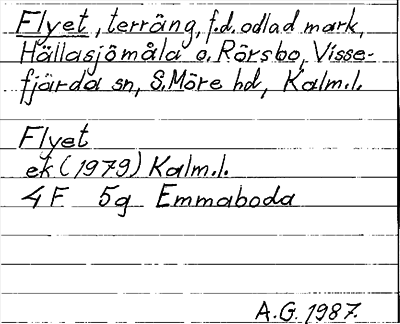 Flyet, terräng, f.d. odlad mark,
Hällasjömåla o. Rörsbo, Visse-
fjärda sn, S. Möre hd, Kalm.l.
Flyet
ek (1979) Kalm.l.
4 F 5g Emmaboda
A.G. 1987.